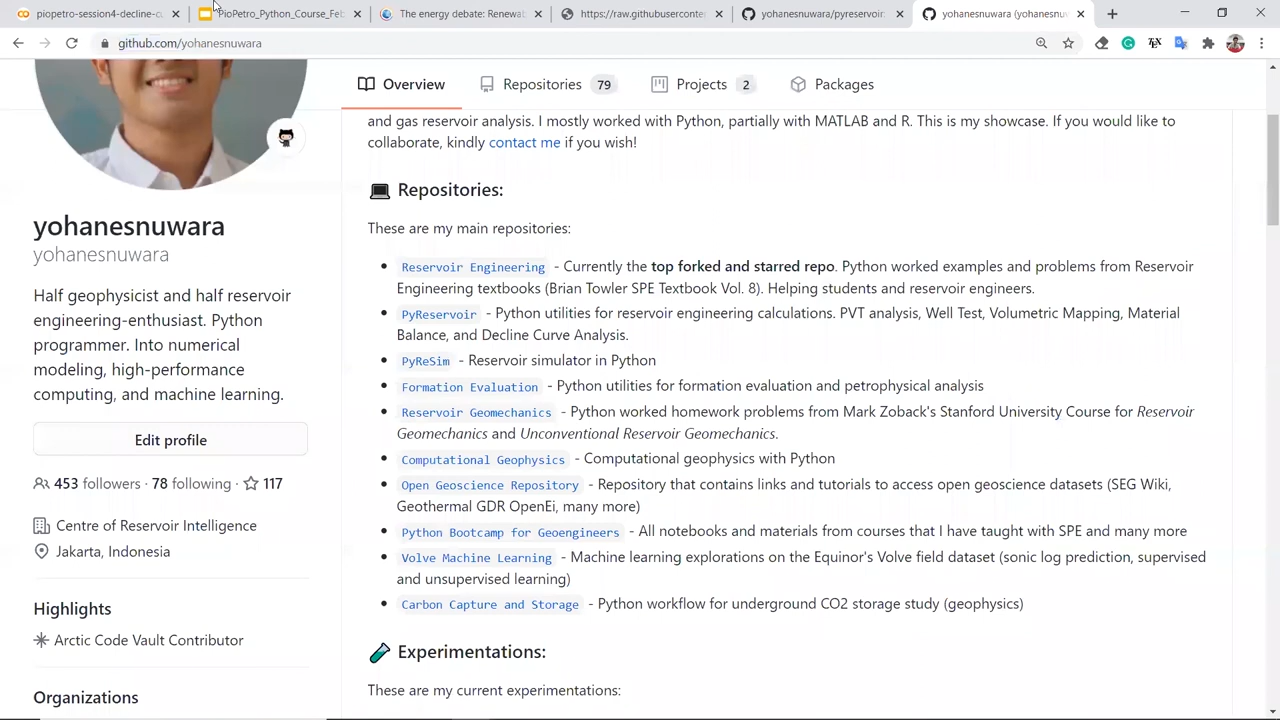 piopetro-session4-decline-cu
PioPetro_Python_Course_Feb
The energy debate: Renewab
https://raw.githubusercontent
yohanesnuwara/pyreservoir
yohanesnuwara (yohanesnuw
github.com/yohanesnuwara
Overview
Repositories 79
Projects 2
Packages
and gas reservoir analysis. I mostly worked with Python, partially with MATLAB and R. This is my showcase. If you would like to
collaborate, kindly contact me if you wish!
Repositories:
These are my main repositories:
Reservoir Engineering - Currently the top forked and starred repo. Python worked examples and problems from Reservoir
Engineering textbooks (Brian Towler SPE Textbook Vol. 8). Helping students and reservoir engineers.
PyReservoir - Python utilities for reservoir engineering calculations. PVT analysis, Well Test, Volumetric Mapping, Material
Balance, and Decline Curve Analysis.
PyReSim - Reservoir simulator in Python
Formation Evaluation - Python utilities for formation evaluation and petrophysical analysis
Reservoir Geomechanics - Python worked homework problems from Mark Zoback's Stanford University Course for Reservoir
Geomechanics and Unconventional Reservoir Geomechanics.
Computational Geophysics - Computational geophysics with Python
Open Geoscience Repository - Repository that contains links and tutorials to access open geoscience datasets (SEG Wiki,
Geothermal GDR OpenEi, many more)
Python Bootcamp for Geoengineers - All notebooks and materials from courses that I have taught with SPE and many more
Volve Machine Learning - Machine learning explorations on the Equinor's Volve field dataset (sonic log prediction, supervised
and unsupervised learning)
Carbon Capture and Storage - Python workflow for underground CO2 storage study (geophysics)
Experimentations:
These are my current experimentations:
yohanesnuwara
yohanesnuwara
Half geophysicist and half reservoir
engineering-enthusiast. Python
programmer. Into numerical
modeling, high-performance
computing, and machine learning.
Edit profile
453 followers · 78 following · 117
Centre of Reservoir Intelligence
Jakarta, Indonesia
Highlights
Arctic Code Vault Contributor
Organizations